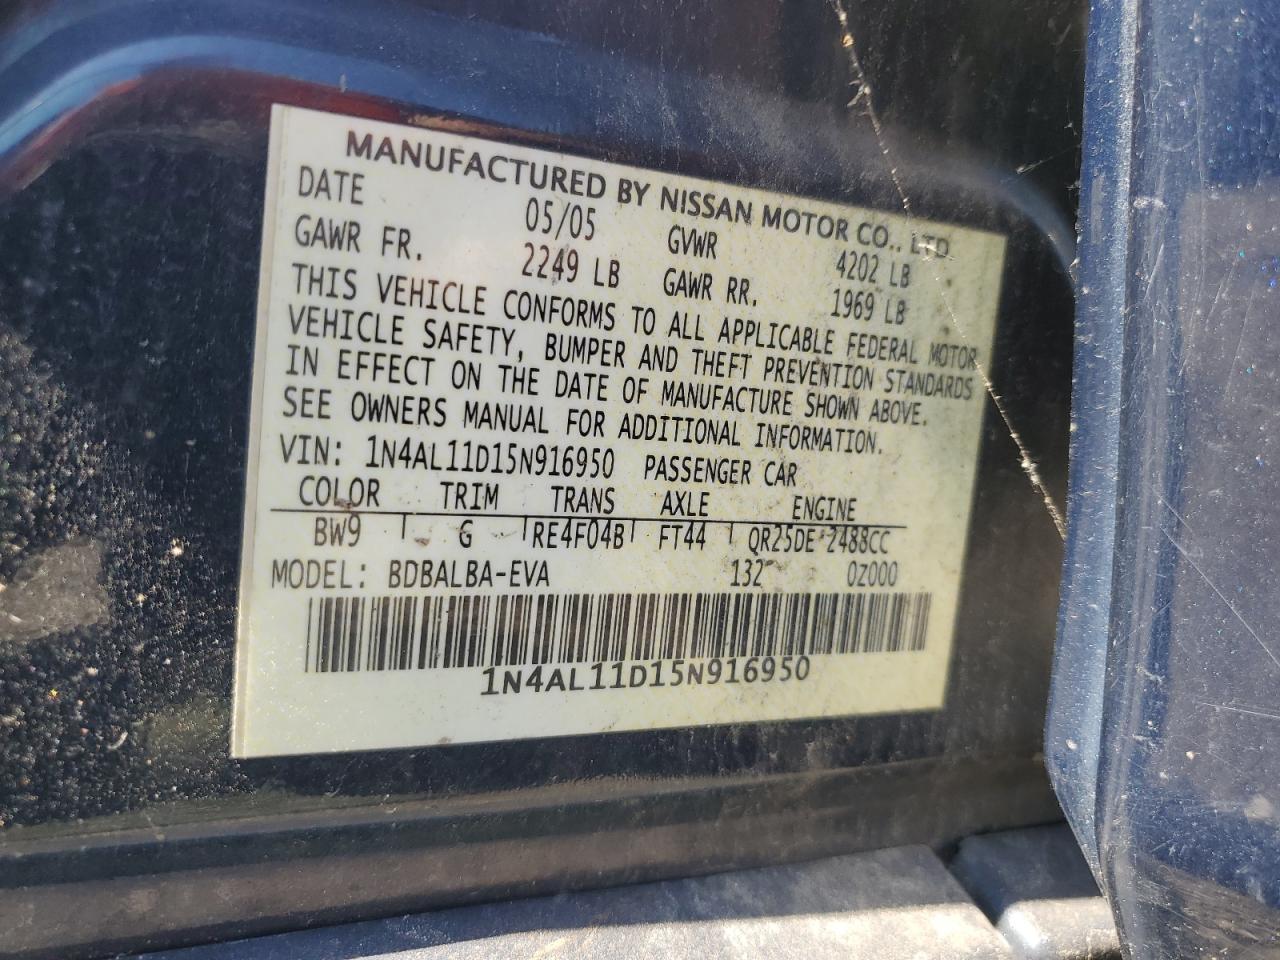 MANUFACTURED BY NISSAN MOTOR CO., LTD.
DATE 05/05 GVWR 4202 LB
GAWR FR. 2249 LB GAWR RR. 1969 LB
THIS VEHICLE CONFORMS TO ALL APPLICABLE FEDERAL MOTOR
VEHICLE SAFETY, BUMPER AND THEFT PREVENTION STANDARDS
IN EFFECT ON THE DATE OF MANUFACTURE SHOWN ABOVE.
SEE OWNERS MANUAL FOR ADDITIONAL INFORMATION.
VIN: 1N4AL11D15N916950 PASSENGER CAR
COLOR TRIM TRANS AXLE ENGINE
BW9 G RE4F04B FT44 QR25DE 2488CC
MODEL: BDBALBA-EVA 132 0Z000
1N4AL11D15N916950